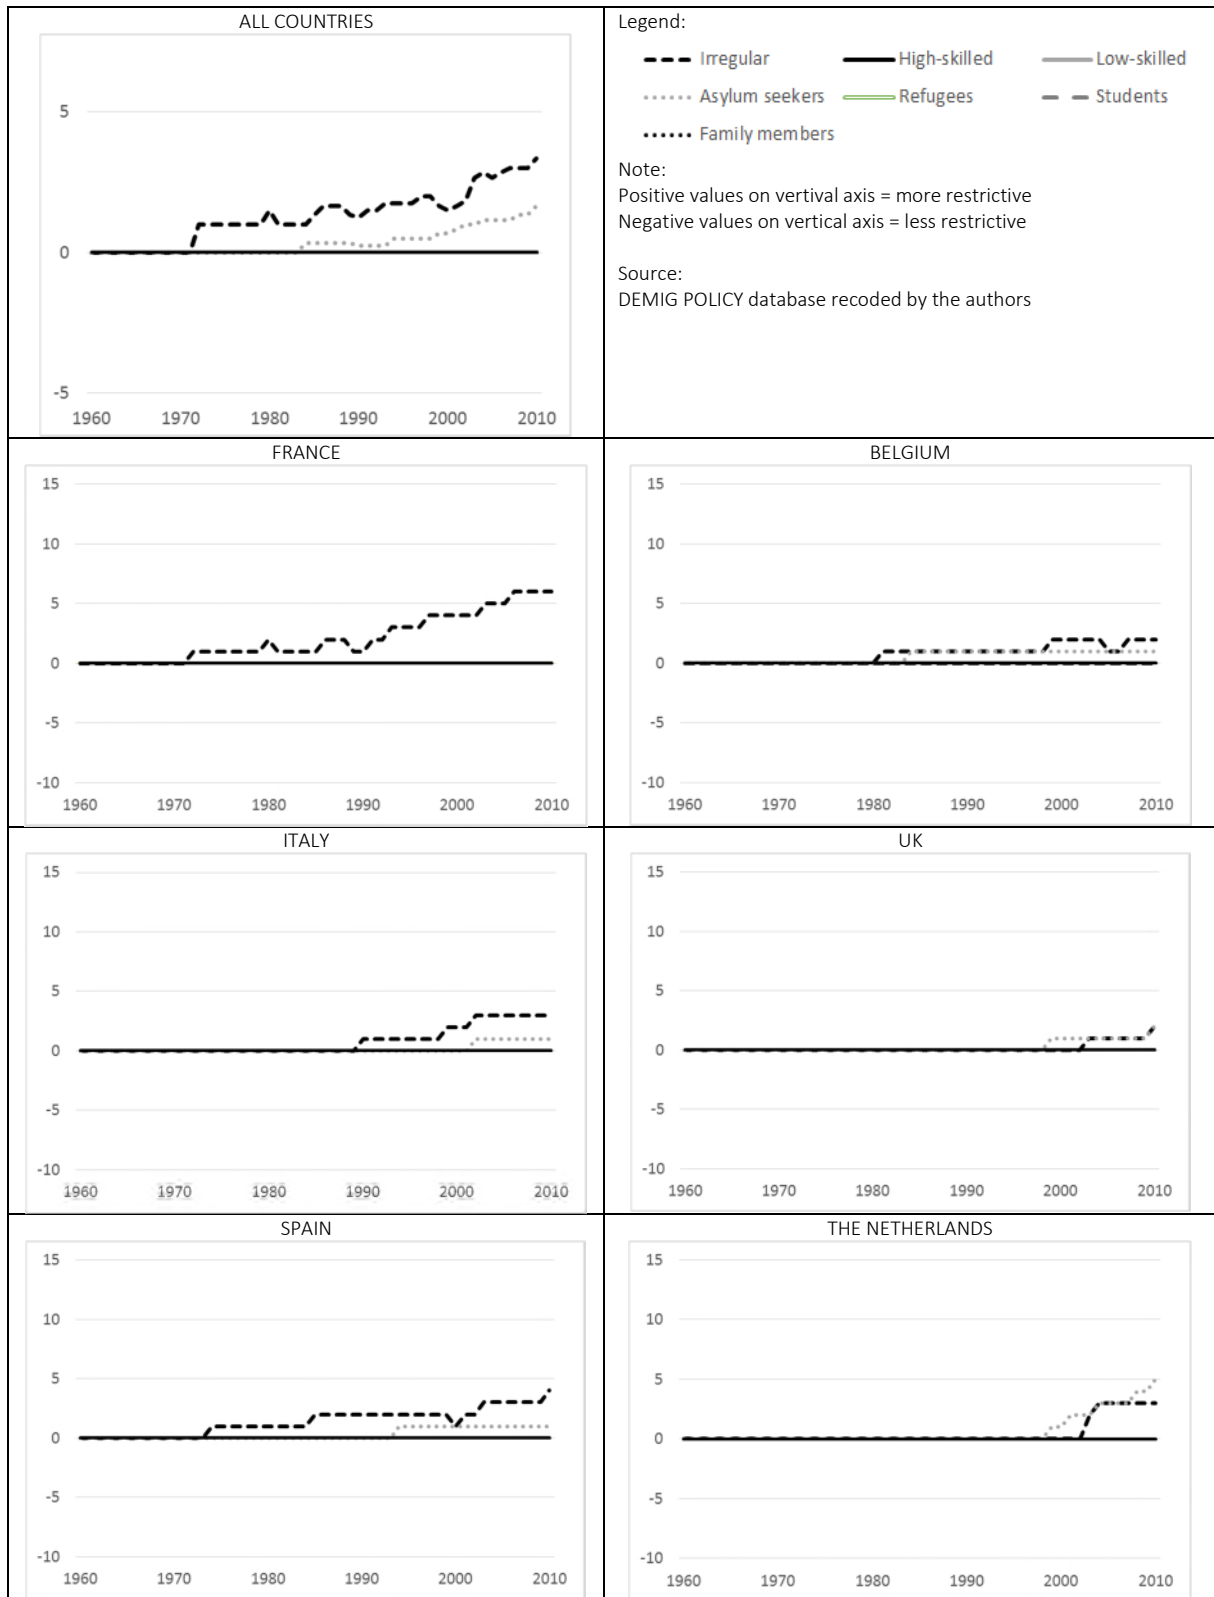 ALL COUNTRIES
5
0
-5
1960 1970 1980 1990 2000 2010
Legend:
Irregular High-skilled Low-skilled
Asylum seekers Refugees Students
Family members
Note:
Positive values on vertival axis = more restrictive
Negative values on vertical axis = less restrictive
Source:
DEMIG POLICY database recoded by the authors
FRANCE
15
10
5
0
-5
-10
1960 1970 1980 1990 2000 2010
BELGIUM
15
10
5
0
-5
-10
1960 1970 1980 1990 2000 2010
ITALY
15
10
5
0
-5
-10
1960 1970 1980 1990 2000 2010
UK
15
10
5
0
-5
-10
1960 1970 1980 1990 2000 2010
SPAIN
15
10
5
0
-5
-10
1960 1970 1980 1990 2000 2010
THE NETHERLANDS
15
10
5
0
-5
-10
1960 1970 1980 1990 2000 2010